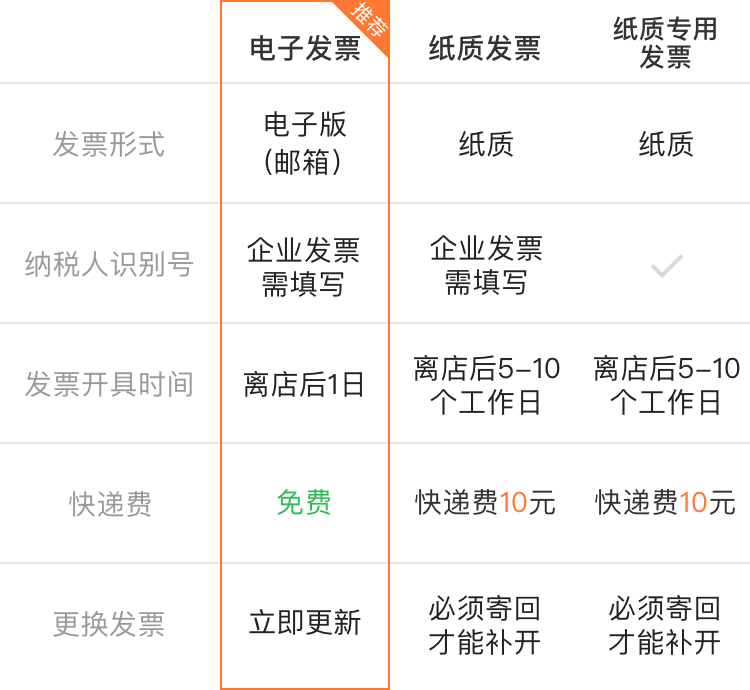 推荐
电子发票
纸质发票
纸质专用
发票
发票形式
电子版
(邮箱)
纸质
纸质
纳税人识别号
企业发票
需填写
企业发票
需填写
发票开具时间
离店后1日
离店后5-10
个工作日
离店后5-10
个工作日
快递费
免费
快递费10元
快递费10元
更换发票
立即更新
必须寄回
才能补开
必须寄回
才能补开